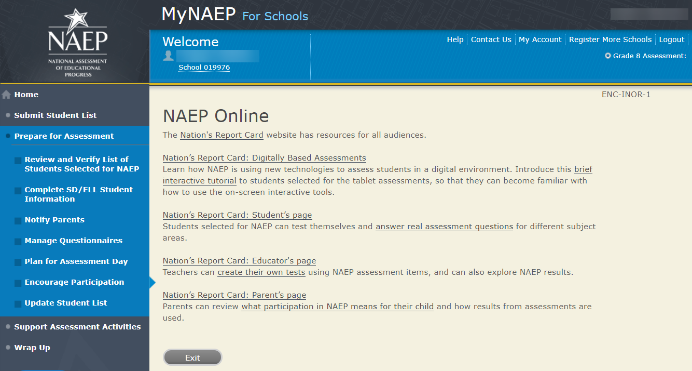 MyNAEP For Schools
NAEP
NATIONAL ASSESSMENT
OF EDUCATIONAL
PROGRESS
Welcome
School 019976
Help Contact Us My Account Register More Schools Logout
Grade 8 Assessment:
Home
Submit Student List
Prepare for Assessment
Review and Verify List of
Students Selected for NAEP
Complete SD/ELL Student
Information
Notify Parents
Manage Questionnaires
Plan for Assessment Day
Encourage Participation
Update Student List
Support Assessment Activities
Wrap Up
ENC-INOR-1
NAEP Online
The Nation's Report Card website has resources for all audiences.
Nation's Report Card: Digitally Based Assessments
Learn how NAEP is using new technologies to assess students in a digital environment. Introduce this brief
interactive tutorial to students selected for the tablet assessments, so that they can become familiar with
how to use the on-screen interactive tools.
Nation's Report Card: Student's page
Students selected for NAEP can test themselves and answer real assessment questions for different subject
areas.
Nation's Report Card: Educator's page
Teachers can create their own tests using NAEP assessment items, and can also explore NAEP results.
Nation's Report Card: Parent's page
Parents can review what participation in NAEP means for their child and how results from assessments are
used.
Exit